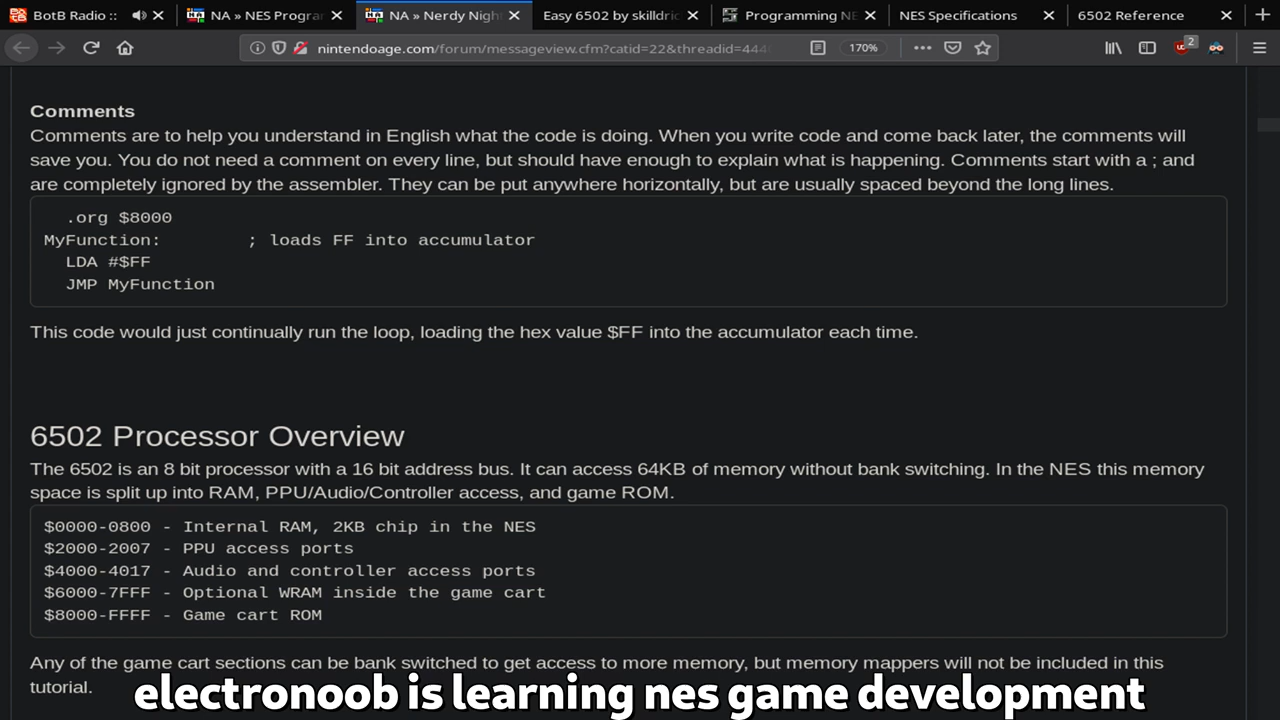 BotB Radio ::
NA » NES Progra
NA » Nerdy Nigh
Easy 6502 by skilldric
Programming NE
NES Specifications
6502 Reference
nintendoage.com/forum/messageview.cfm?catid=22&threadid=444
170%
2
Comments
Comments are to help you understand in English what the code is doing. When you write code and come back later, the comments will
save you. You do not need a comment on every line, but should have enough to explain what is happening. Comments start with a ; and
are completely ignored by the assembler. They can be put anywhere horizontally, but are usually spaced beyond the long lines.
.org $8000
MyFunction: ; loads FF into accumulator
LDA #$FF
JMP MyFunction
This code would just continually run the loop, loading the hex value $FF into the accumulator each time.
6502 Processor Overview
The 6502 is an 8 bit processor with a 16 bit address bus. It can access 64KB of memory without bank switching. In the NES this memory
space is split up into RAM, PPU/Audio/Controller access, and game ROM.
$0000-0800 - Internal RAM, 2KB chip in the NES
$2000-2007 - PPU access ports
$4000-4017 - Audio and controller access ports
$6000-7FFF - Optional WRAM inside the game cart
$8000-FFFF - Game cart ROM
Any of the game cart sections can be bank switched to get access to more memory, but memory mappers will not be included in this
tutorial.
electronoob is learning nes game development